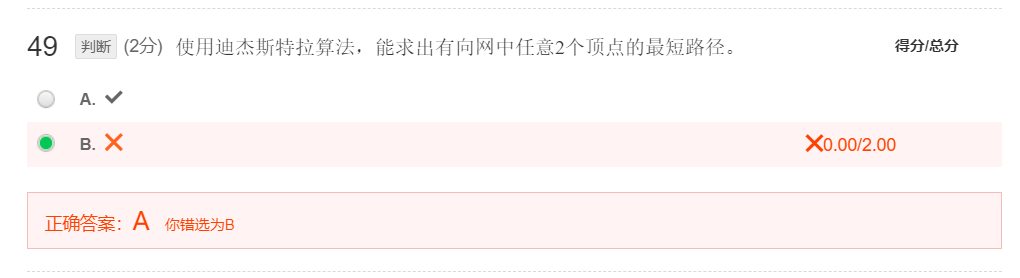 49 判断 (2分) 使用迪杰斯特拉算法，能求出有向网中任意2个顶点的最短路径。 得分/总分
A. ✔
B. ✕ ✕0.00/2.00
正确答案：A 你错选为B